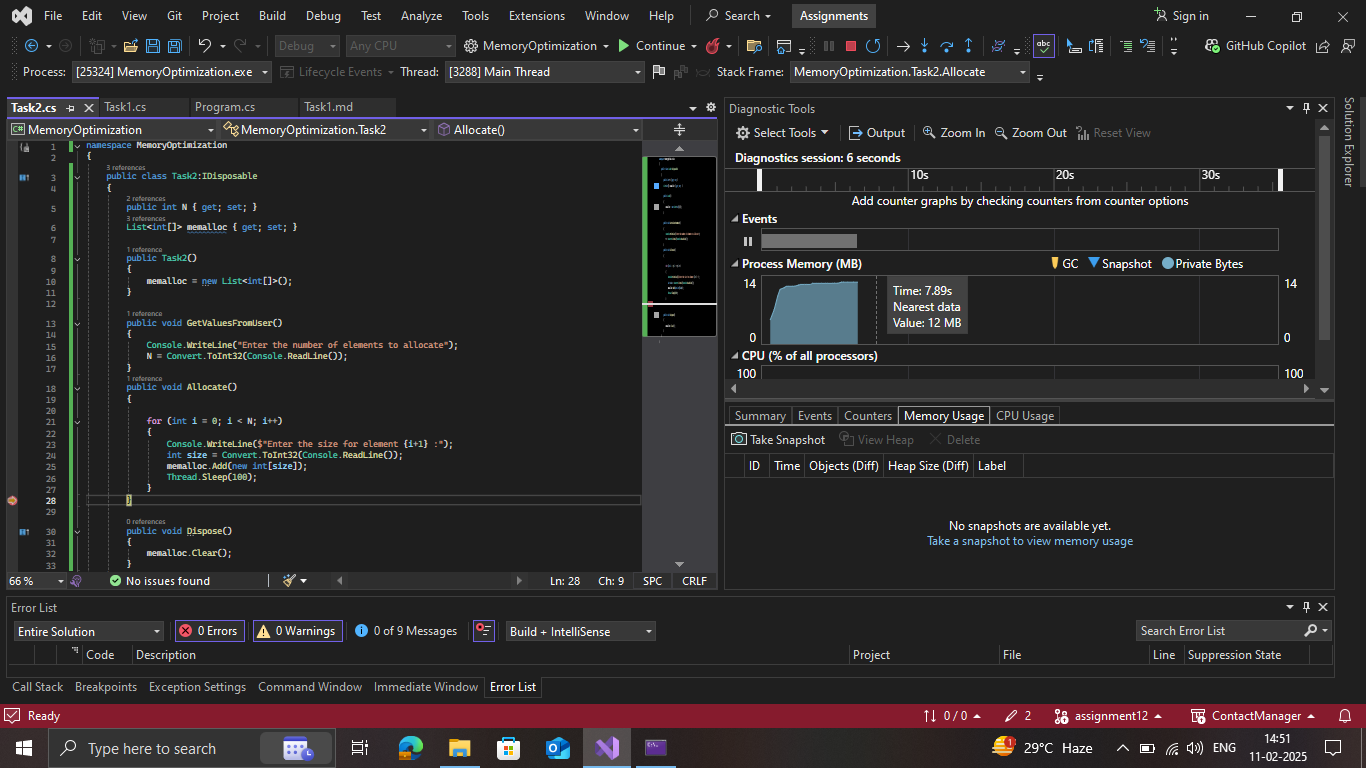 File Edit View Git Project Build Debug Test Analyze Tools Extensions Window Help Search Assignments Sign in
Debug Any CPU MemoryOptimization Continue abc GitHub Copilot
Process: [25324] MemoryOptimization.exe Lifecycle Events Thread: [3288] Main Thread Stack Frame: MemoryOptimization.Task2.Allocate
Task2.cs Task1.cs Program.cs Task1.md
C# MemoryOptimization MemoryOptimization.Task2 Allocate()
1 namespace MemoryOptimization
2 {
3 references
3 public class Task2:IDisposable
4 {
2 references
5 public int N { get; set; }
3 references
6 List<int[]> memalloc { get; set; }
7
1 reference
8 public Task2()
9 {
10 memalloc = new List<int[]>();
11 }
12
1 reference
13 public void GetValuesFromUser()
14 {
15 Console.WriteLine("Enter the number of elements to allocate");
16 N = Convert.ToInt32(Console.ReadLine());
17 }
1 reference
18 public void Allocate()
19 {
20
21 for (int i = 0; i < N; i++)
22 {
23 Console.WriteLine($"Enter the size for element {i+1} :");
24 int size = Convert.ToInt32(Console.ReadLine());
25 memalloc.Add(new int[size]);
26 Thread.Sleep(100);
27 }
28 }
29
0 references
30 public void Dispose()
31 {
32 memalloc.Clear();
33 }
66 % No issues found Ln: 28 Ch: 9 SPC CRLF
Diagnostic Tools
Select Tools Output Zoom In Zoom Out Reset View
Diagnostics session: 6 seconds
10s 20s 30s
Add counter graphs by checking counters from counter options
Events
Process Memory (MB) GC Snapshot Private Bytes
14 14
0 0
Time: 7.89s
Nearest data
Value: 12 MB
CPU (% of all processors)
100 100
Summary Events Counters Memory Usage CPU Usage
Take Snapshot View Heap Delete
ID Time Objects (Diff) Heap Size (Diff) Label
No snapshots are available yet.
Take a snapshot to view memory usage
Solution Explorer
Error List
Entire Solution 0 Errors 0 Warnings 0 of 9 Messages Build + IntelliSense Search Error List
Code Description Project File Line Suppression State
Call Stack Breakpoints Exception Settings Command Window Immediate Window Error List
Ready 0 / 0 2 assignment12 ContactManager
Type here to search 1 29°C Haze ENG 14:51
11-02-2025